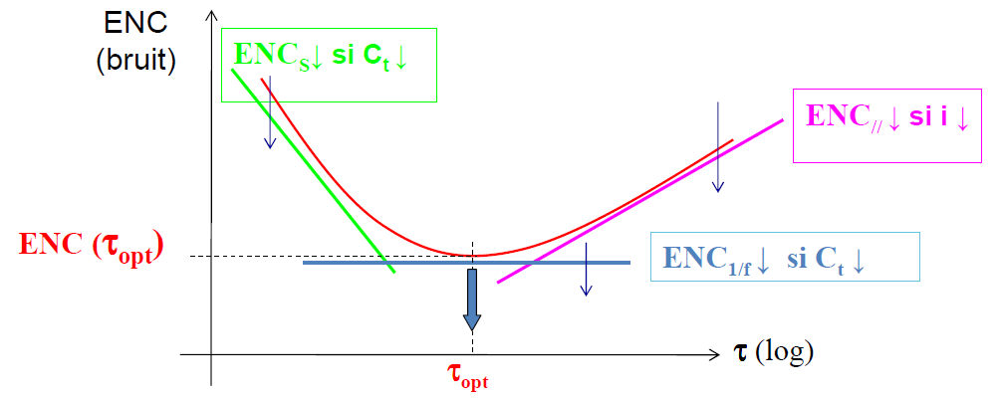 ENC
(bruit)
ENCS↓ si Ct ↓
ENC// ↓ si i ↓
ENC (τopt)
ENC1/f ↓ si Ct ↓
τ (log)
τopt